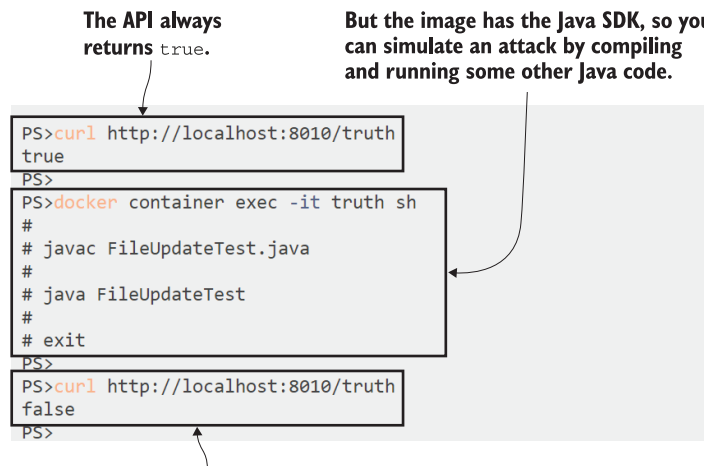 The API always
returns true.
But the image has the Java SDK, so you
can simulate an attack by compiling
and running some other Java code.
PS>curl http://localhost:8010/truth
true
PS>
PS>docker container exec -it truth sh
#
# javac FileUpdateTest.java
#
# java FileUpdateTest
#
# exit
PS>
PS>curl http://localhost:8010/truth
false
PS>